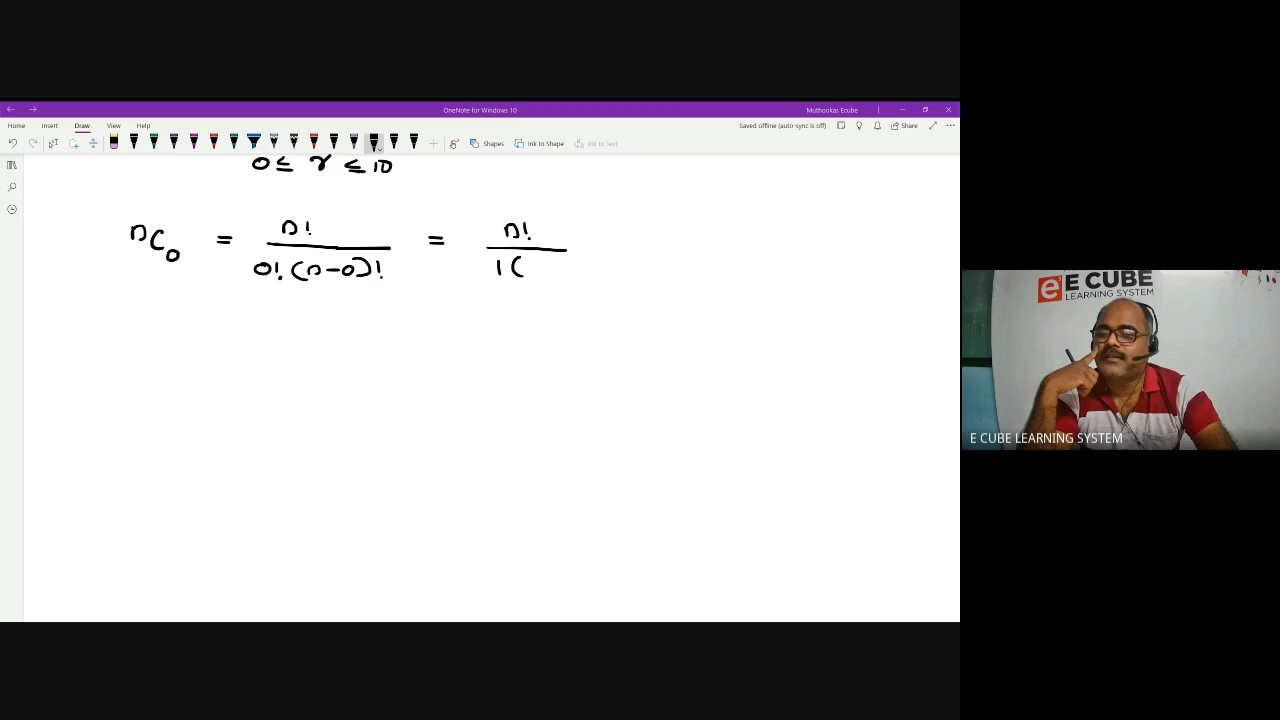 OneNote for Windows 10
Muthookas Ecube
Home Insert Draw View Help
Saved offline (auto-sync is off) Share
Shapes Ink to Shape Ink to Text
0 ≤ r ≤ 10
nC0 = n! / 0!(n-0)! = n! / 1(
e E CUBE
LEARNING SYSTEM
E CUBE LEARNING SYSTEM